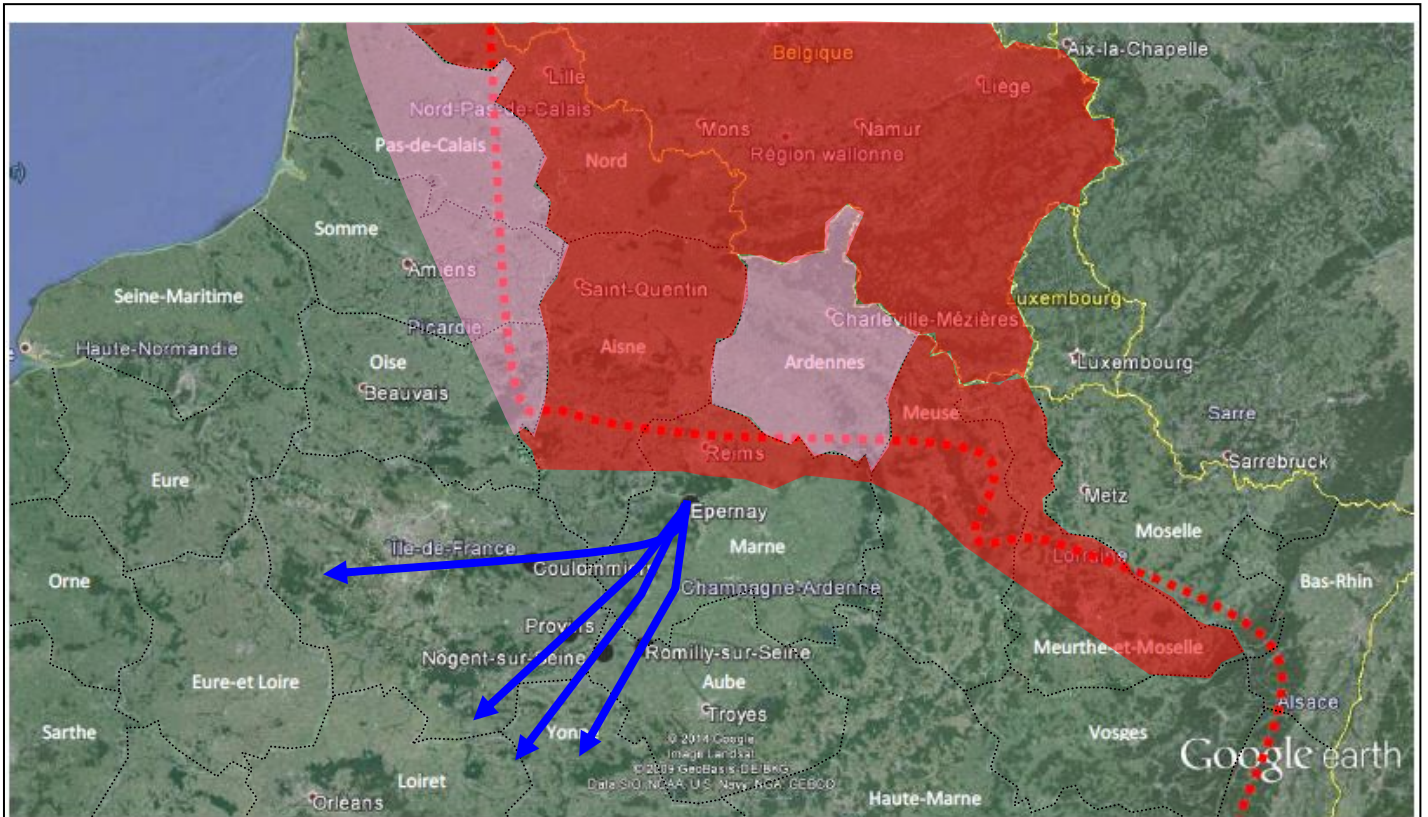 Belgique
Aix-la-Chapelle
Lille
Liège
Nord-Pas-de-Calais
Mons
Namur
Pas-de-Calais
Région wallonne
Nord
Somme
Amiens
Saint-Quentin
Seine-Maritime
Luxembourg
Charleville-Mézières
Picardie
Haute-Normandie
Aisne
Oise
Ardennes
Luxembourg
Beauvais
Meuse
Sarre
Reims
Sarrebruck
Eure
Metz
Epernay
Moselle
Île-de-France
Marne
Lorraine
Coulommiers
Orne
Champagne-Ardenne
Bas-Rhin
Provins
Nogent-sur-Seine
Romilly-sur-Seine
Meurthe-et-Moselle
Eure-et Loire
Aube
Alsace
Troyes
Sarthe
Yonne
Vosges
© 2014 Google
Image Landsat
© 2009 GeoBasis-DE/BKG
Data SIO, NOAA, U.S. Navy, NGA, GEBCO
Google earth
Loiret
Orléans
Haute-Marne